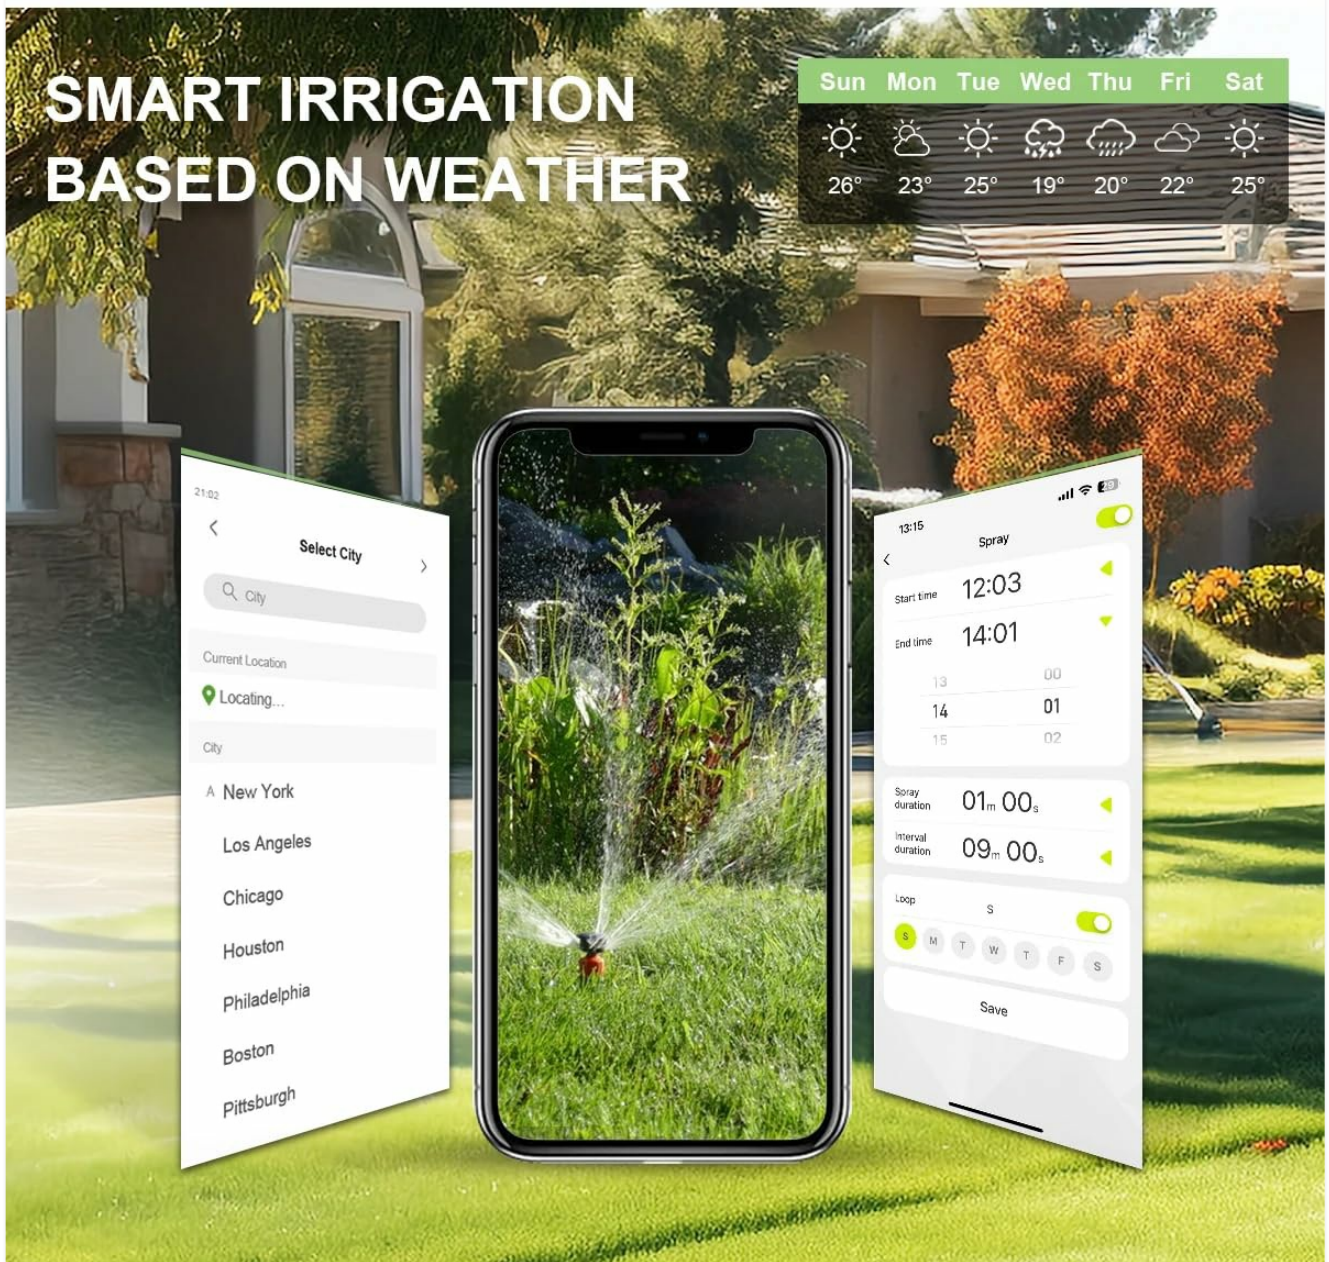 SMART IRRIGATION
BASED ON WEATHER
Sun Mon Tue Wed Thu Fri Sat
26° 23° 25° 19° 20° 22° 25°
21:02
Select City
City
Current Location
Locating...
City
A New York
Los Angeles
Chicago
Houston
Philadelphia
Boston
Pittsburgh
13:15
Spray
Start time 12:03
End time 14:01
13 00
14 01
15 02
Spray
duration 01m 00s
Interval
duration 09m 00s
Loop S
S M T W T F S
Save